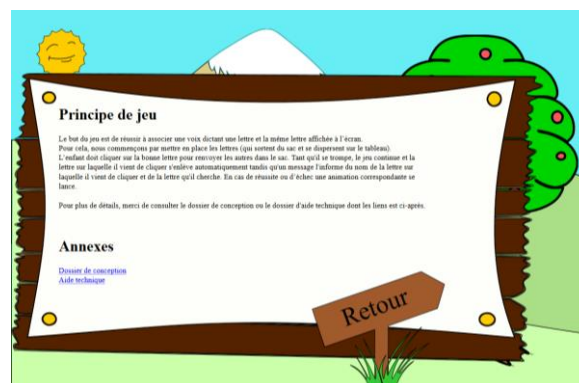 Principe de jeu
Le but du jeu est de réussir à associer une voix dictant une lettre et la même lettre affichée à l'écran.
Pour cela, nous commençons par mettre en place les lettres (qui sortent du sac et se dispersent sur le tableau).
L'enfant doit cliquer sur la bonne lettre pour renvoyer les autres dans le sac. Tant qu'il se trompe, le jeu continue et la
lettre sur laquelle il vient de cliquer s'enlève automatiquement tandis qu'un message l'informe du nom de la lettre sur
laquelle il vient de cliquer et de la lettre qu'il cherche. En cas de réussite ou d'échec une animation correspondante se
lance.
Pour plus de détails, merci de consulter le dossier de conception ou le dossier d'aide technique dont les liens est ci-après.
Annexes
Dossier de conception
Aide technique
Retour